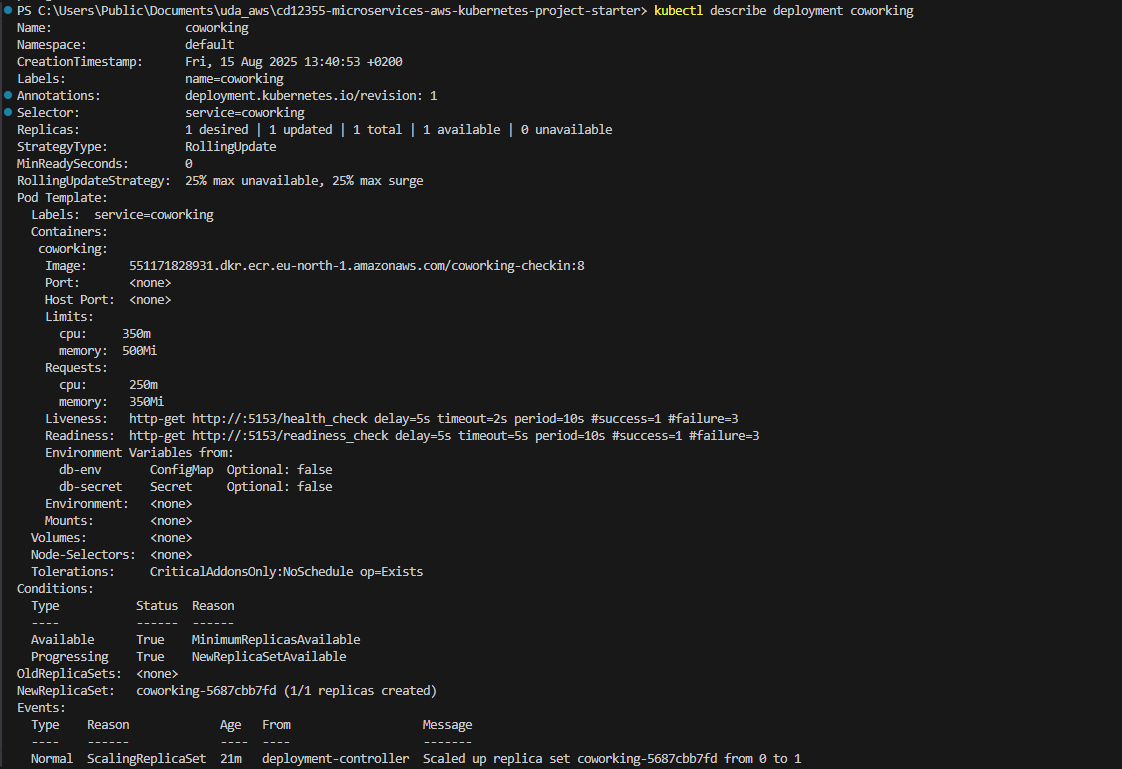 PS C:\Users\Public\Documents\uda_aws\cd12355-microservices-aws-kubernetes-project-starter> kubectl describe deployment coworking
Name:                   coworking
Namespace:              default
CreationTimestamp:      Fri, 15 Aug 2025 13:40:53 +0200
Labels:                 name=coworking
Annotations:            deployment.kubernetes.io/revision: 1
Selector:               service=coworking
Replicas:               1 desired | 1 updated | 1 total | 1 available | 0 unavailable
StrategyType:           RollingUpdate
MinReadySeconds:        0
RollingUpdateStrategy:  25% max unavailable, 25% max surge
Pod Template:
  Labels:  service=coworking
  Containers:
   coworking:
    Image:      551171828931.dkr.ecr.eu-north-1.amazonaws.com/coworking-checkin:8
    Port:       <none>
    Host Port:  <none>
    Limits:
      cpu:     350m
      memory:  500Mi
    Requests:
      cpu:      250m
      memory:   350Mi
    Liveness:   http-get http://:5153/health_check delay=5s timeout=2s period=10s #success=1 #failure=3
    Readiness:  http-get http://:5153/readiness_check delay=5s timeout=5s period=10s #success=1 #failure=3
    Environment Variables from:
      db-env       ConfigMap  Optional: false
      db-secret    Secret     Optional: false
    Environment:   <none>
    Mounts:        <none>
  Volumes:         <none>
  Node-Selectors:  <none>
  Tolerations:     CriticalAddonsOnly:NoSchedule op=Exists
Conditions:
  Type           Status  Reason
  ----           ------  ------
  Available      True    MinimumReplicasAvailable
  Progressing    True    NewReplicaSetAvailable
OldReplicaSets:  <none>
NewReplicaSet:   coworking-5687cbb7fd (1/1 replicas created)
Events:
  Type    Reason             Age   From                   Message
  ----    ------             ----  ----                   -------
  Normal  ScalingReplicaSet  21m   deployment-controller  Scaled up replica set coworking-5687cbb7fd from 0 to 1